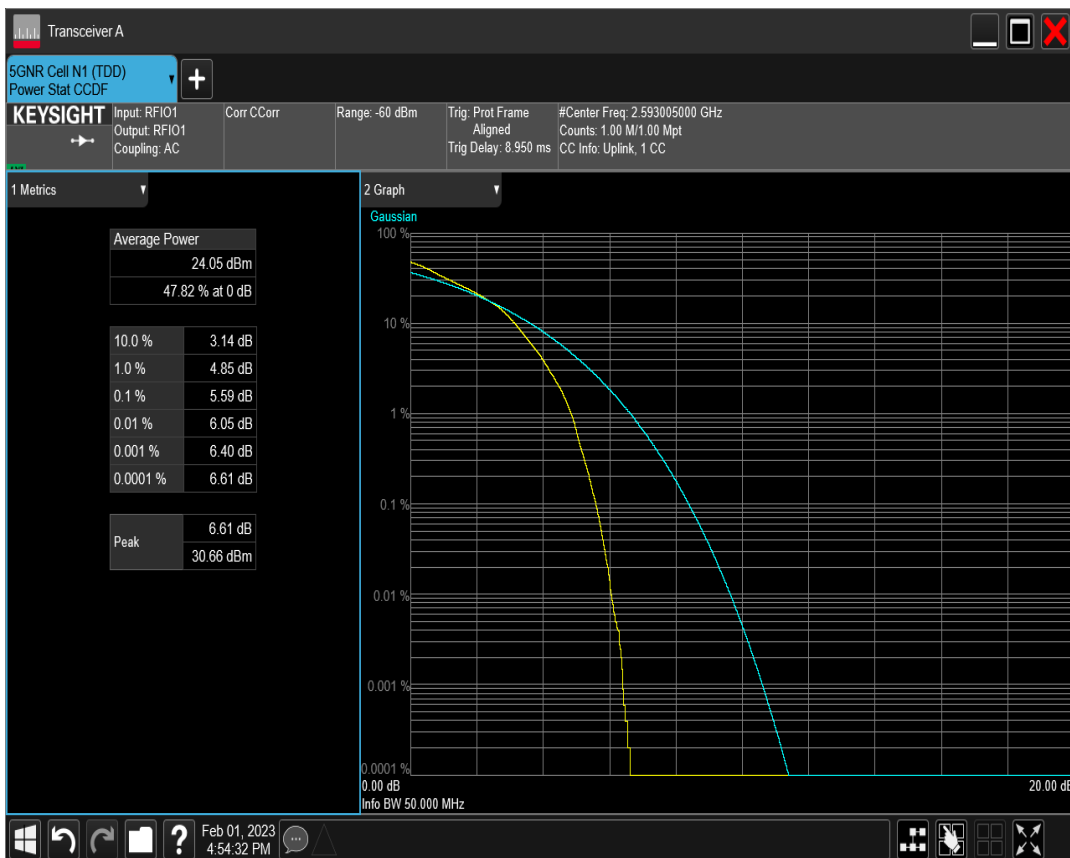 Transceiver A
5GNR Cell N1 (TDD)
Power Stat CCDF
KEYSIGHT
Input: RFIO1
Output: RFIO1
Coupling: AC
Corr CCorr
Range: -60 dBm
Trig: Prot Frame
Aligned
Trig Delay: 8.950 ms
#Center Freq: 2.593005000 GHz
Counts: 1.00 M/1.00 Mpt
CC Info: Uplink, 1 CC
1 Metrics
Average Power
24.05 dBm
47.82 % at 0 dB
10.0 % 3.14 dB
1.0 % 4.85 dB
0.1 % 5.59 dB
0.01 % 6.05 dB
0.001 % 6.40 dB
0.0001 % 6.61 dB
Peak
6.61 dB
30.66 dBm
2 Graph
Gaussian
100 %
10 %
1 %
0.1 %
0.01 %
0.001 %
0.0001 %
0.00 dB
20.00 dB
Info BW 50.000 MHz
?
Feb 01, 2023
4:54:32 PM